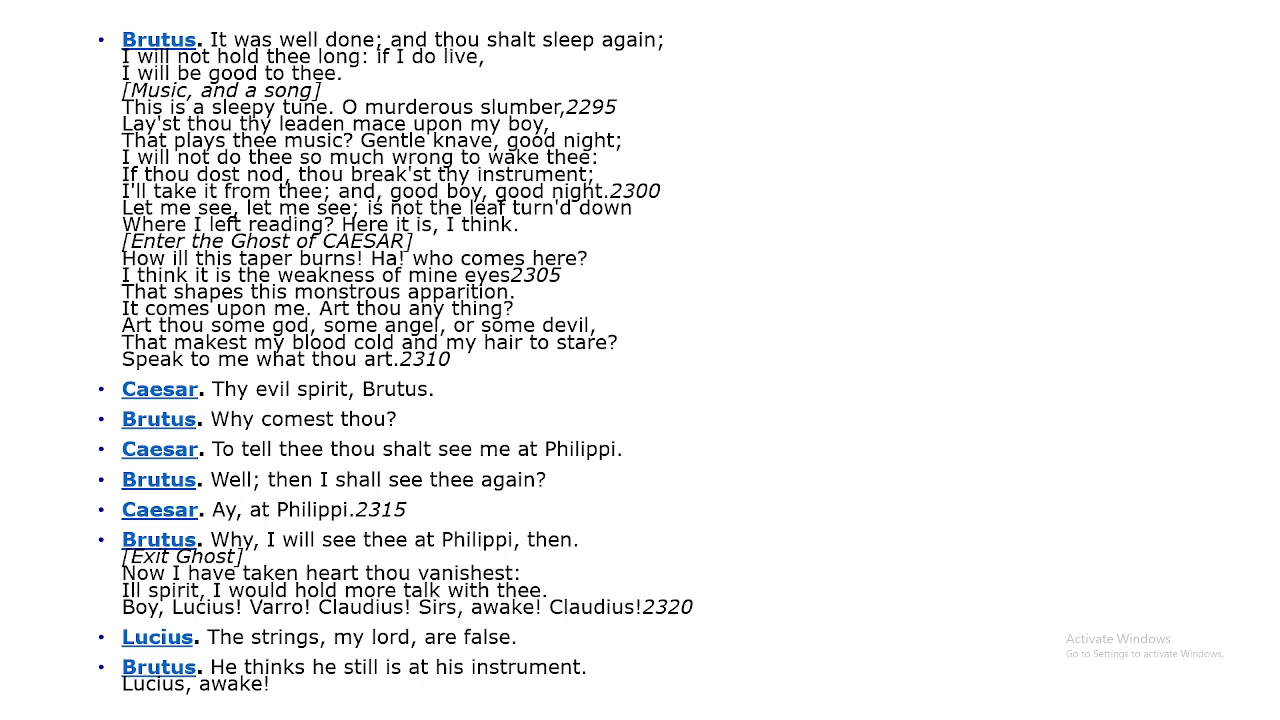 • Brutus. It was well done; and thou shalt sleep again;
I will not hold thee long: if I do live,
I will be good to thee.
[Music, and a song]
This is a sleepy tune. O murderous slumber,2295
Lay'st thou thy leaden mace upon my boy,
That plays thee music? Gentle knave, good night;
I will not do thee so much wrong to wake thee:
If thou dost nod, thou break'st thy instrument;
I'll take it from thee; and, good boy, good night.2300
Let me see, let me see; is not the leaf turn'd down
Where I left reading? Here it is, I think.
[Enter the Ghost of CAESAR]
How ill this taper burns! Ha! who comes here?
I think it is the weakness of mine eyes2305
That shapes this monstrous apparition.
It comes upon me. Art thou any thing?
Art thou some god, some angel, or some devil,
That makest my blood cold and my hair to stare?
Speak to me what thou art.2310
• Caesar. Thy evil spirit, Brutus.
• Brutus. Why comest thou?
• Caesar. To tell thee thou shalt see me at Philippi.
• Brutus. Well; then I shall see thee again?
• Caesar. Ay, at Philippi.2315
• Brutus. Why, I will see thee at Philippi, then.
[Exit Ghost]
Now I have taken heart thou vanishest:
Ill spirit, I would hold more talk with thee.
Boy, Lucius! Varro! Claudius! Sirs, awake! Claudius!2320
• Lucius. The strings, my lord, are false.
• Brutus. He thinks he still is at his instrument.
Lucius, awake!
Activate Windows
Go to Settings to activate Windows.